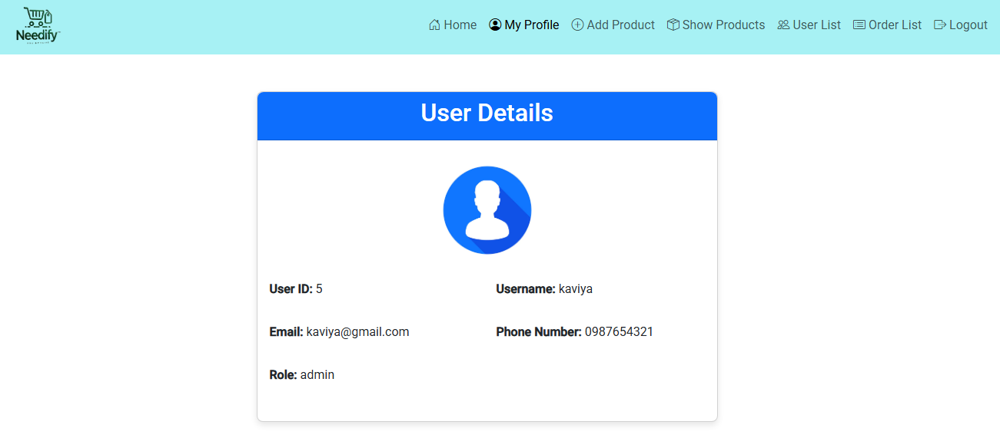 Needify
Home My Profile Add Product Show Products User List Order List Logout
User Details
User ID: 5 Username: kaviya
Email: kaviya@gmail.com Phone Number: 0987654321
Role: admin